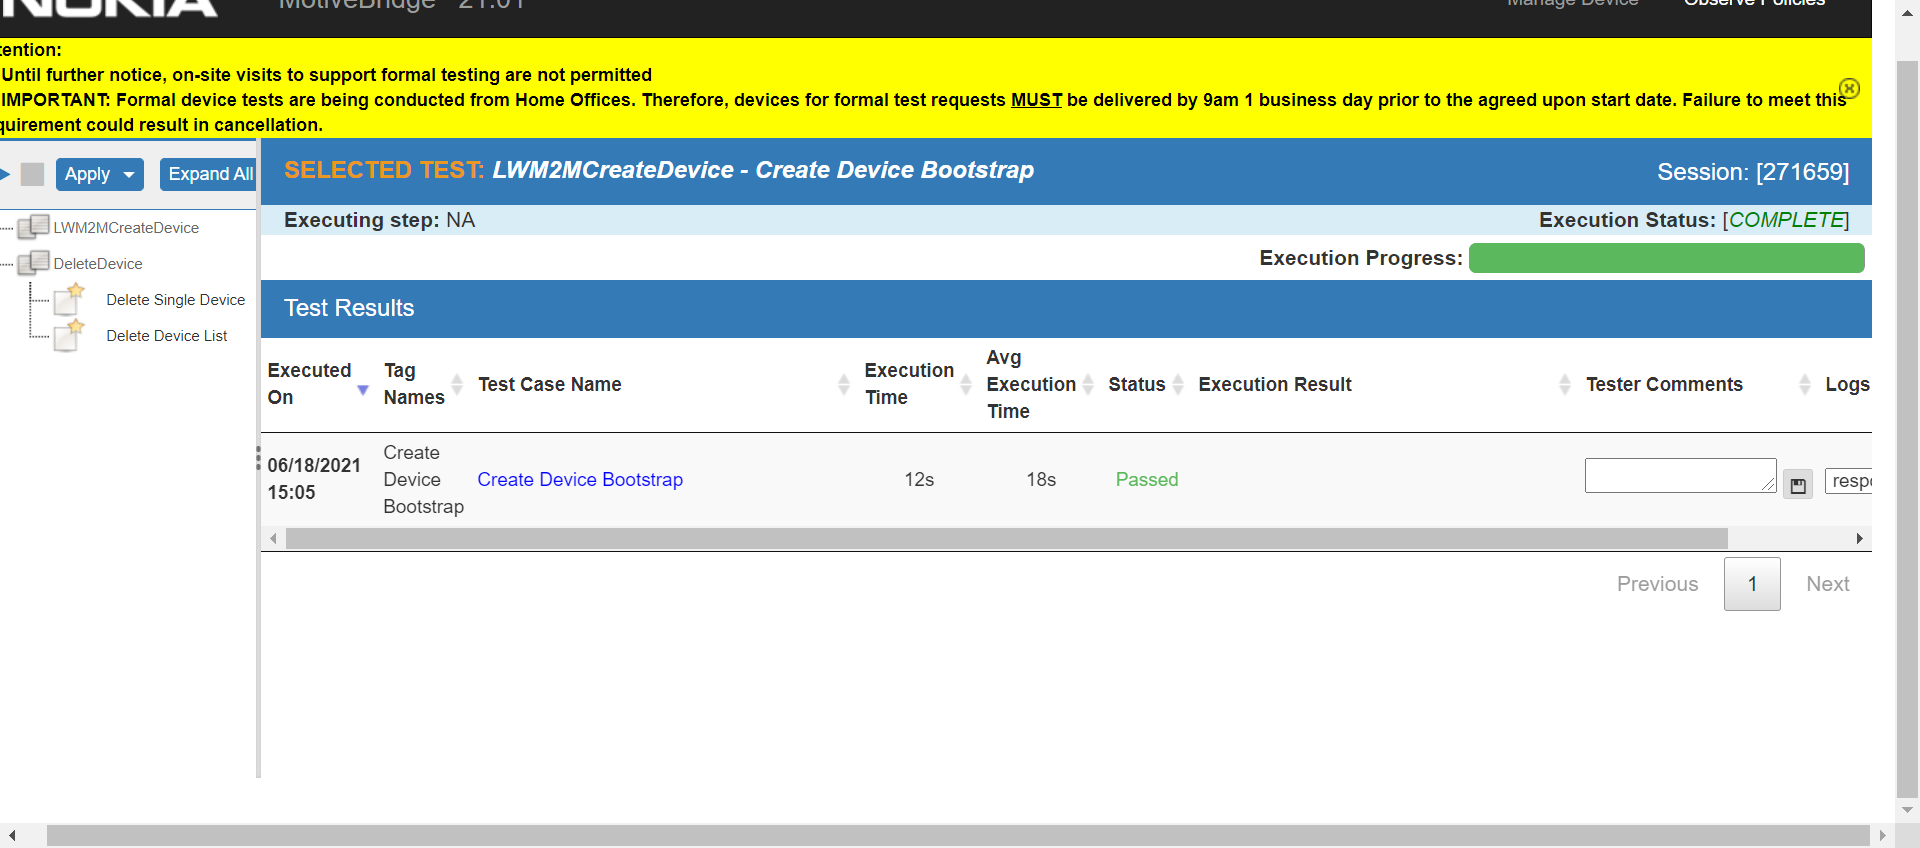 NOKIA
MotiveBridge 21.01
Manage Device
Observe Policies
tention:
Until further notice, on-site visits to support formal testing are not permitted
IMPORTANT: Formal device tests are being conducted from Home Offices. Therefore, devices for formal test requests MUST be delivered by 9am 1 business day prior to the agreed upon start date. Failure to meet this
quirement could result in cancellation.
Apply
Expand All
LWM2MCreateDevice
DeleteDevice
Delete Single Device
Delete Device List
SELECTED TEST: LWM2MCreateDevice - Create Device Bootstrap
Session: [271659]
Executing step: NA
Execution Status: [COMPLETE]
Execution Progress:
Test Results
Executed
On
Tag
Names
Test Case Name
Execution
Time
Avg
Execution
Time
Status
Execution Result
Tester Comments
Logs
06/18/2021
15:05
Create
Device
Bootstrap
Create Device Bootstrap
12s
18s
Passed
respo
Previous
1
Next